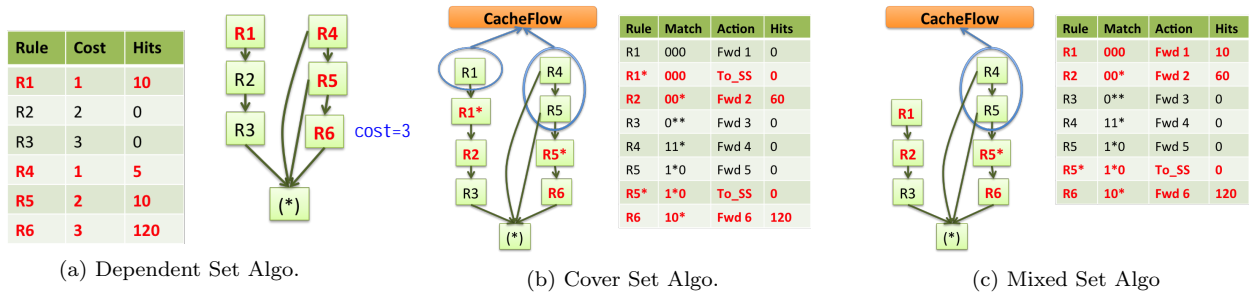 Rule Cost Hits
R1 1 10
R2 2 0
R3 3 0
R4 1 5
R5 2 10
R6 3 120
R1 R4
R2 R5
R3 R6 cost=3
(*)
(a) Dependent Set Algo.
CacheFlow
R1 R4
R1* R5
R2 R5*
R3 R6
(*)
Rule Match Action Hits
R1 000 Fwd 1 0
R1* 000 To_SS 0
R2 00* Fwd 2 60
R3 0** Fwd 3 0
R4 11* Fwd 4 0
R5 1*0 Fwd 5 0
R5* 1*0 To_SS 0
R6 10* Fwd 6 120
(b) Cover Set Algo.
CacheFlow
R4
R1 R5
R2 R5*
R3 R6
(*)
Rule Match Action Hits
R1 000 Fwd 1 10
R2 00* Fwd 2 60
R3 0** Fwd 3 0
R4 11* Fwd 4 0
R5 1*0 Fwd 5 0
R5* 1*0 To_SS 0
R6 10* Fwd 6 120
(c) Mixed Set Algo